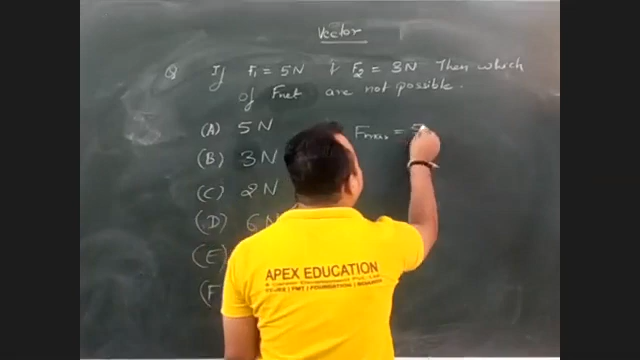 Vector
Q If F₁ = 5N & F₂ = 3N Then which
of Fnet are not possible.
(A) 5N
Fmax = 5
(B) 3N
(C) 2N
(D) 6N
(E)
(F
APEX EDUCATION